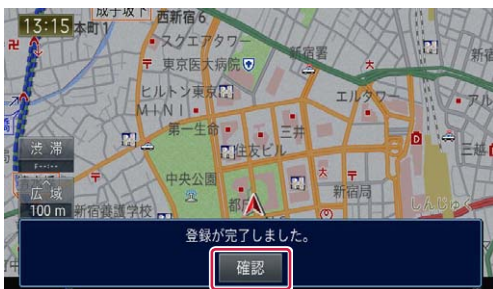 13:15
成子坂下
本町1
西新宿6
スクエアタワー
新宿署
東京医大病院
ヒルトン東京
MINI
エルタワー
第一生命
三井
住友ビル
三越
渋滞
中央公園
新宿局
広域
100m
新宿養護学校
都庁
しんじゅく
登録が完了しました。
確認